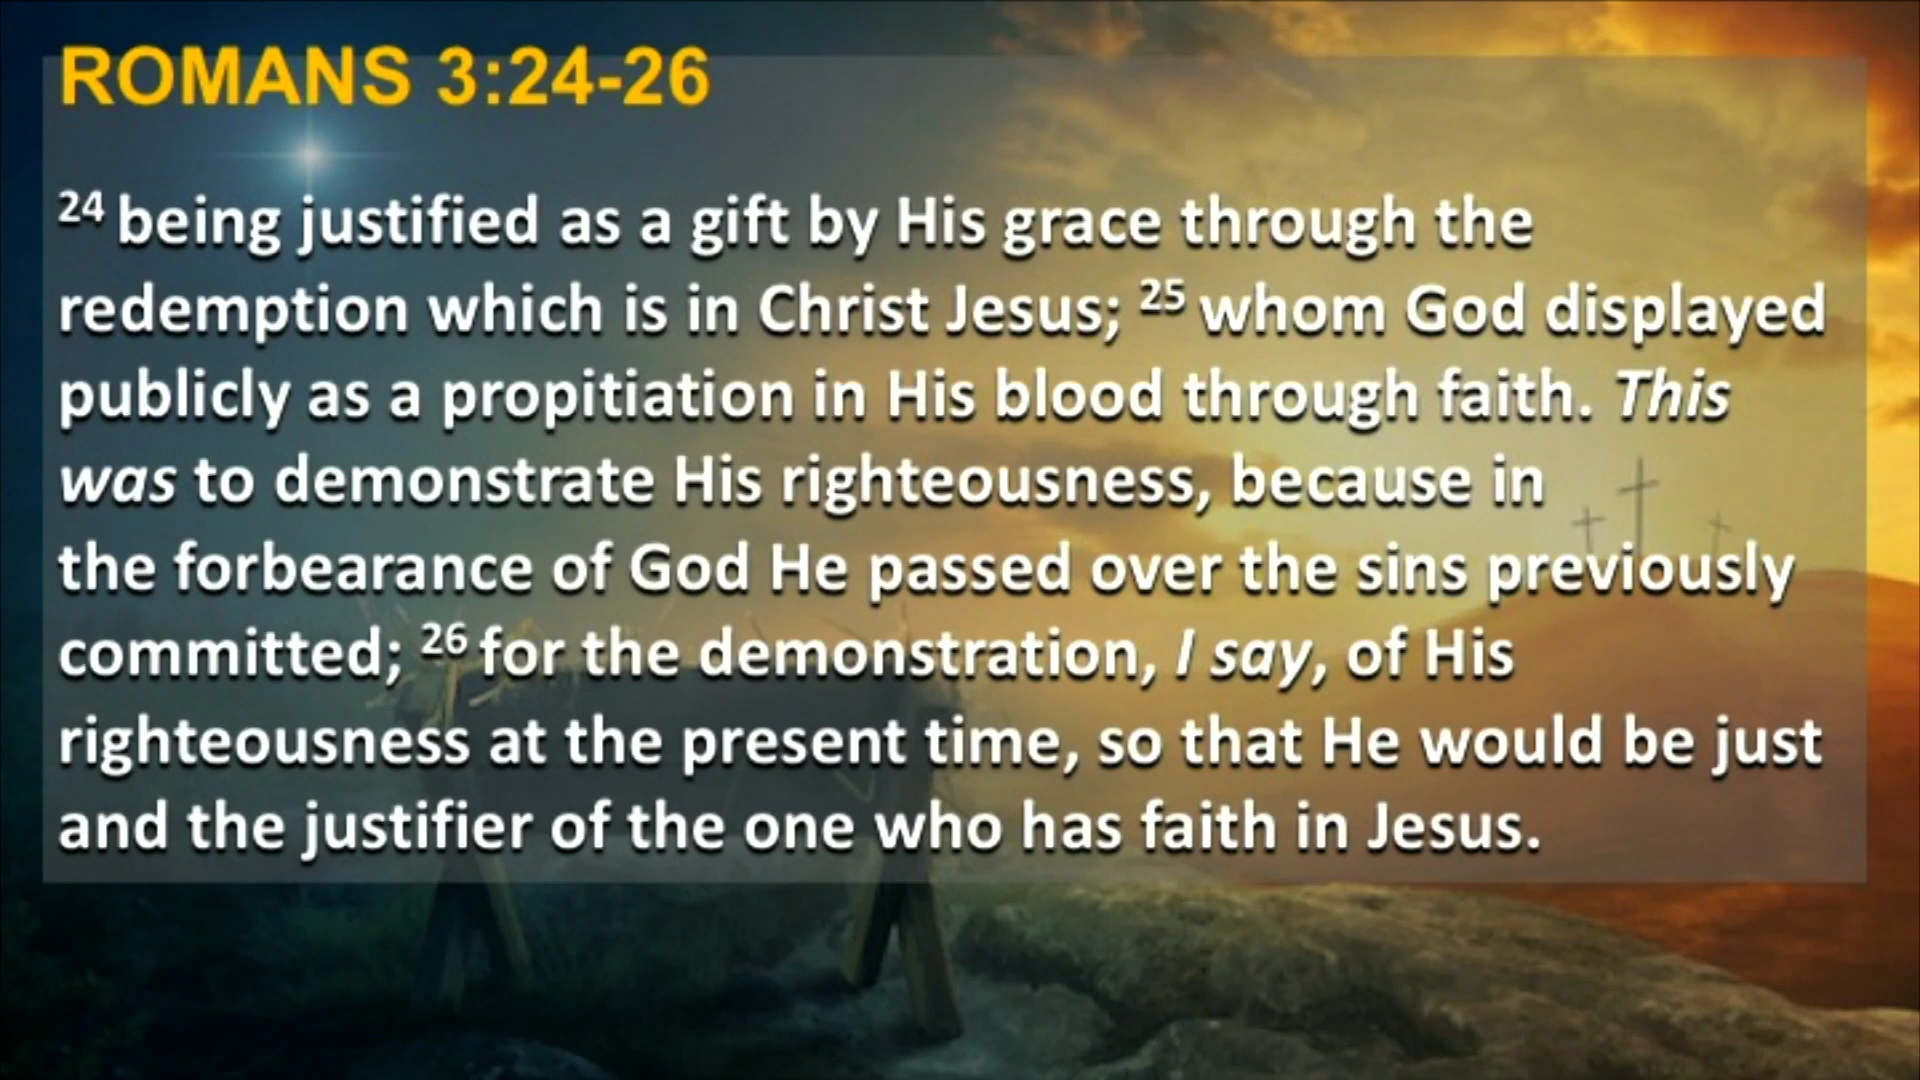 ROMANS 3:24-26
24 being justified as a gift by His grace through the
redemption which is in Christ Jesus; 25 whom God displayed
publicly as a propitiation in His blood through faith. This
was to demonstrate His righteousness, because in
the forbearance of God He passed over the sins previously
committed; 26 for the demonstration, I say, of His
righteousness at the present time, so that He would be just
and the justifier of the one who has faith in Jesus.